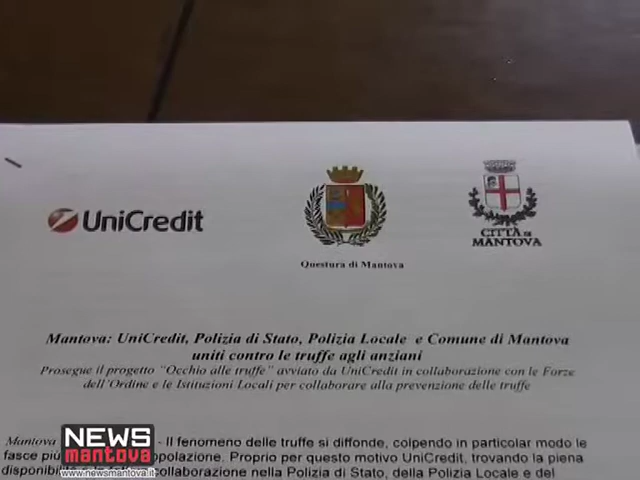 UniCredit
Questura di Mantova
CITTÀ DI
MANTOVA
Mantova: UniCredit, Polizia di Stato, Polizia Locale e Comune di Mantova
uniti contro le truffe agli anziani
Prosegue il progetto "Occhio alle truffe" avviato da UniCredit in collaborazione con le Forze
dell'Ordine e le Istituzioni Locali per collaborare alla prevenzione delle truffe
Mantova - Il fenomeno delle truffe si diffonde, colpendo in particolar modo le
fasce più popolazione. Proprio per questo motivo UniCredit, trovando la piena
collaborazione nella Polizia di Stato, della Polizia Locale e del
NEWS
mantova.it
www.newsmantova.it